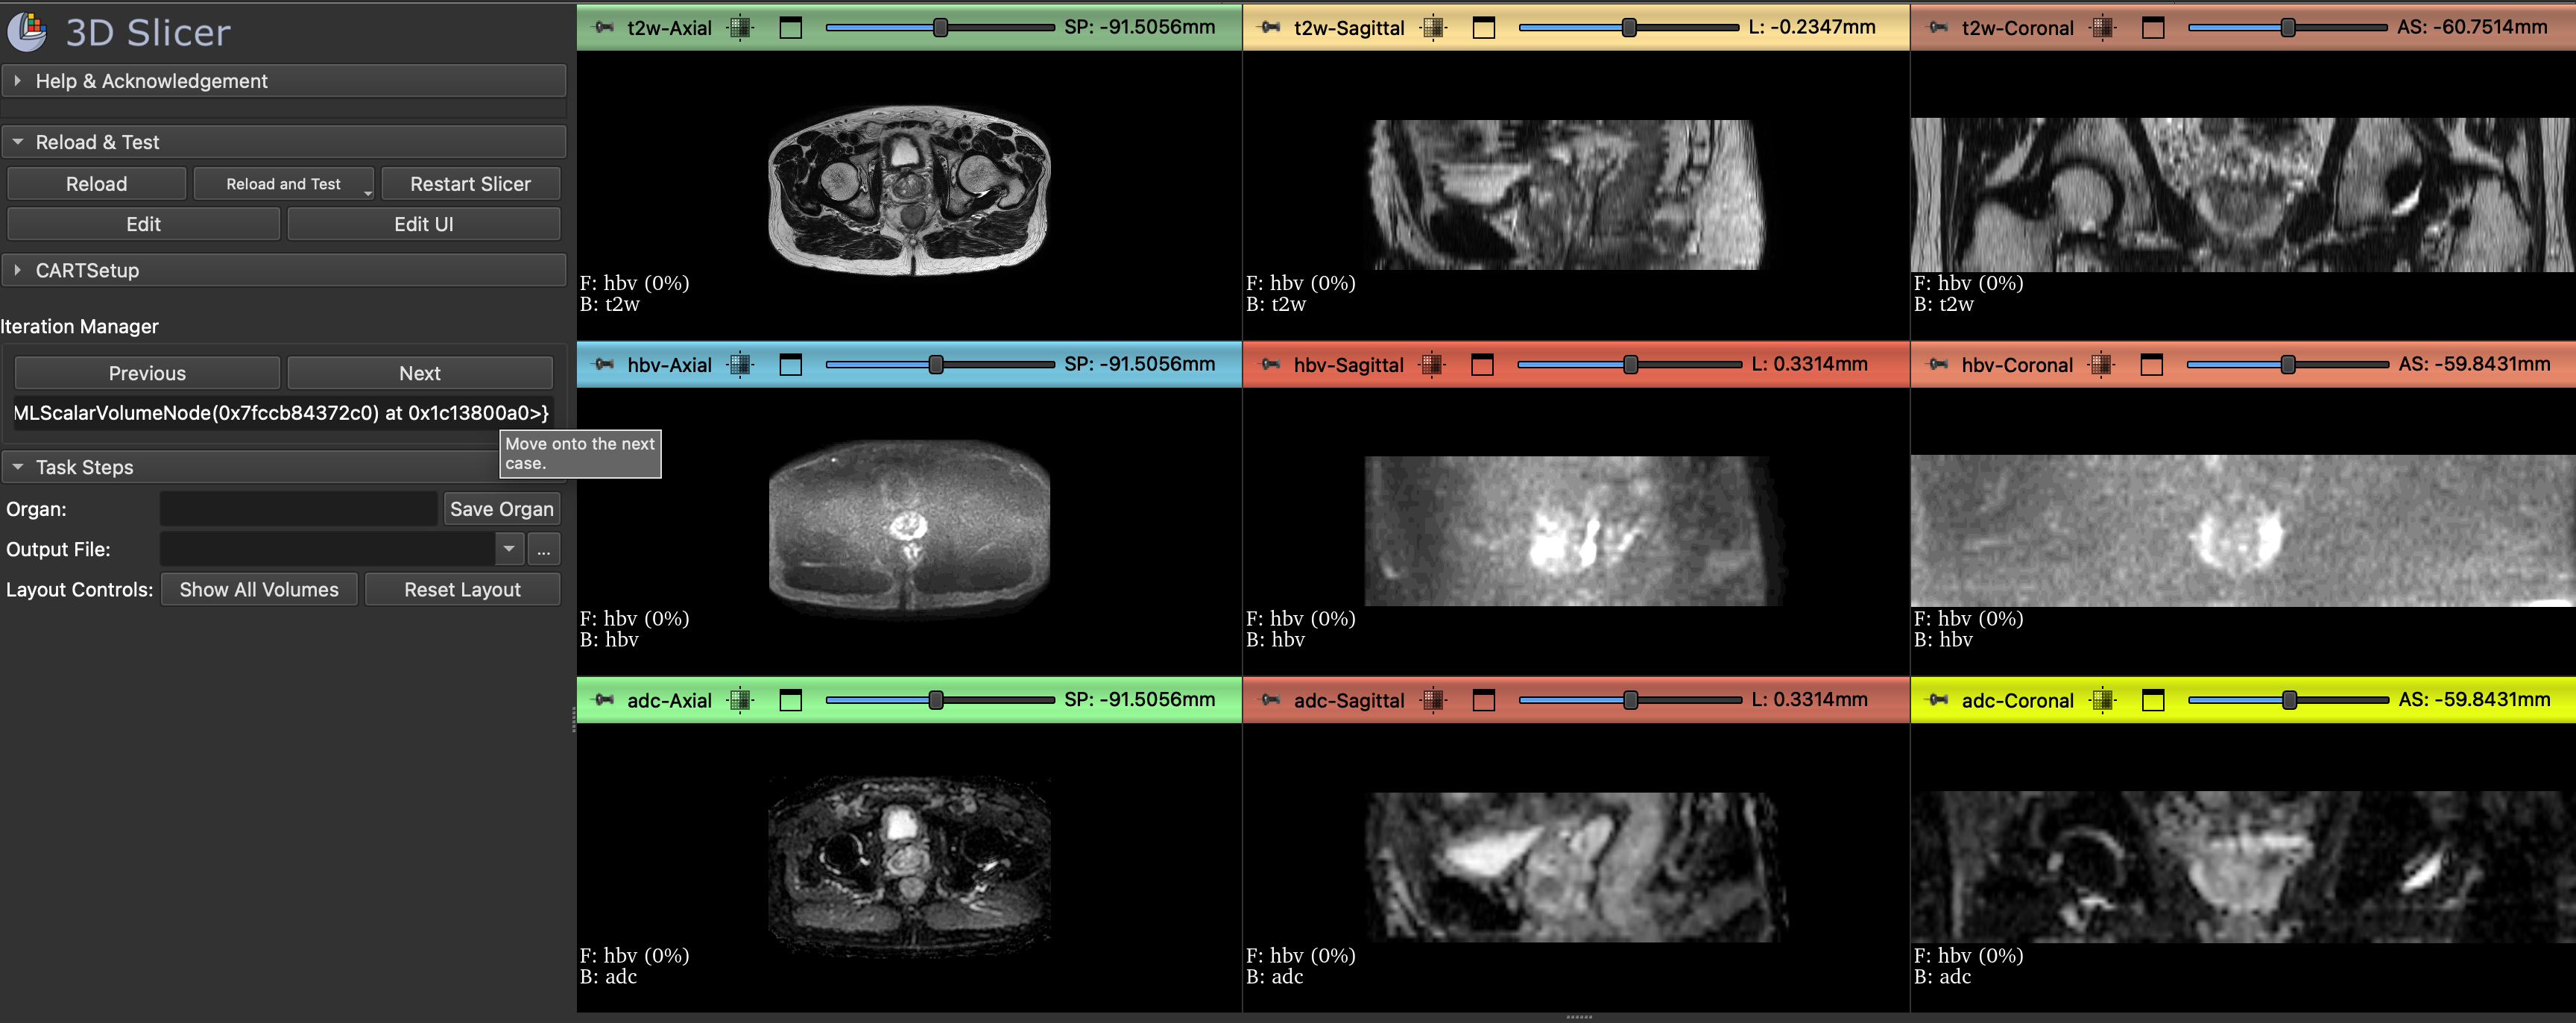 3D Slicer
Help & Acknowledgement
Reload & Test
Reload
Reload and Test
Restart Slicer
Edit
Edit UI
CARTSetup
Iteration Manager
Previous
Next
MLScalarVolumeNode(0x7fccb84372c0) at 0x1c13800a0>}
Move onto the next
case.
Task Steps
Organ:
Save Organ
Output File:
...
Layout Controls:
Show All Volumes
Reset Layout
t2w-Axial
SP: -91.5056mm
t2w-Sagittal
L: -0.2347mm
t2w-Coronal
AS: -60.7514mm
F: hbv (0%)
B: t2w
F: hbv (0%)
B: t2w
F: hbv (0%)
B: t2w
hbv-Axial
SP: -91.5056mm
hbv-Sagittal
L: 0.3314mm
hbv-Coronal
AS: -59.8431mm
F: hbv (0%)
B: hbv
F: hbv (0%)
B: hbv
F: hbv (0%)
B: hbv
adc-Axial
SP: -91.5056mm
adc-Sagittal
L: 0.3314mm
adc-Coronal
AS: -59.8431mm
F: hbv (0%)
B: adc
F: hbv (0%)
B: adc
F: hbv (0%)
B: adc